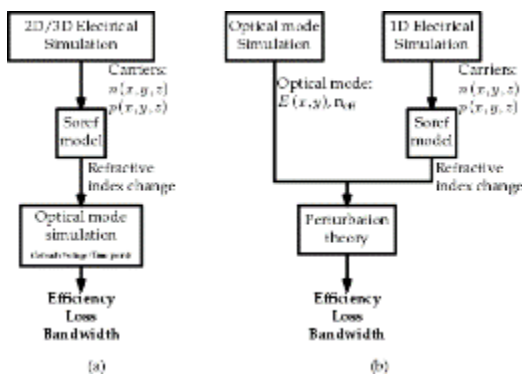 2D/3D Electrical
Simulation
Carriers:
n(x,y,z)
p(x,y,z)
Soref
model
Refractive
index change
Optical mode
simulation
Efficiency
Loss
Bandwidth
(a)
Optical mode
Simulation
1D Electrical
Simulation
Optical mode:
E(x,y), n_eff
Carriers:
n(x,y,z)
p(x,y,z)
Soref
model
Refractive
index change
Perturbation
theory
Efficiency
Loss
Bandwidth
(b)